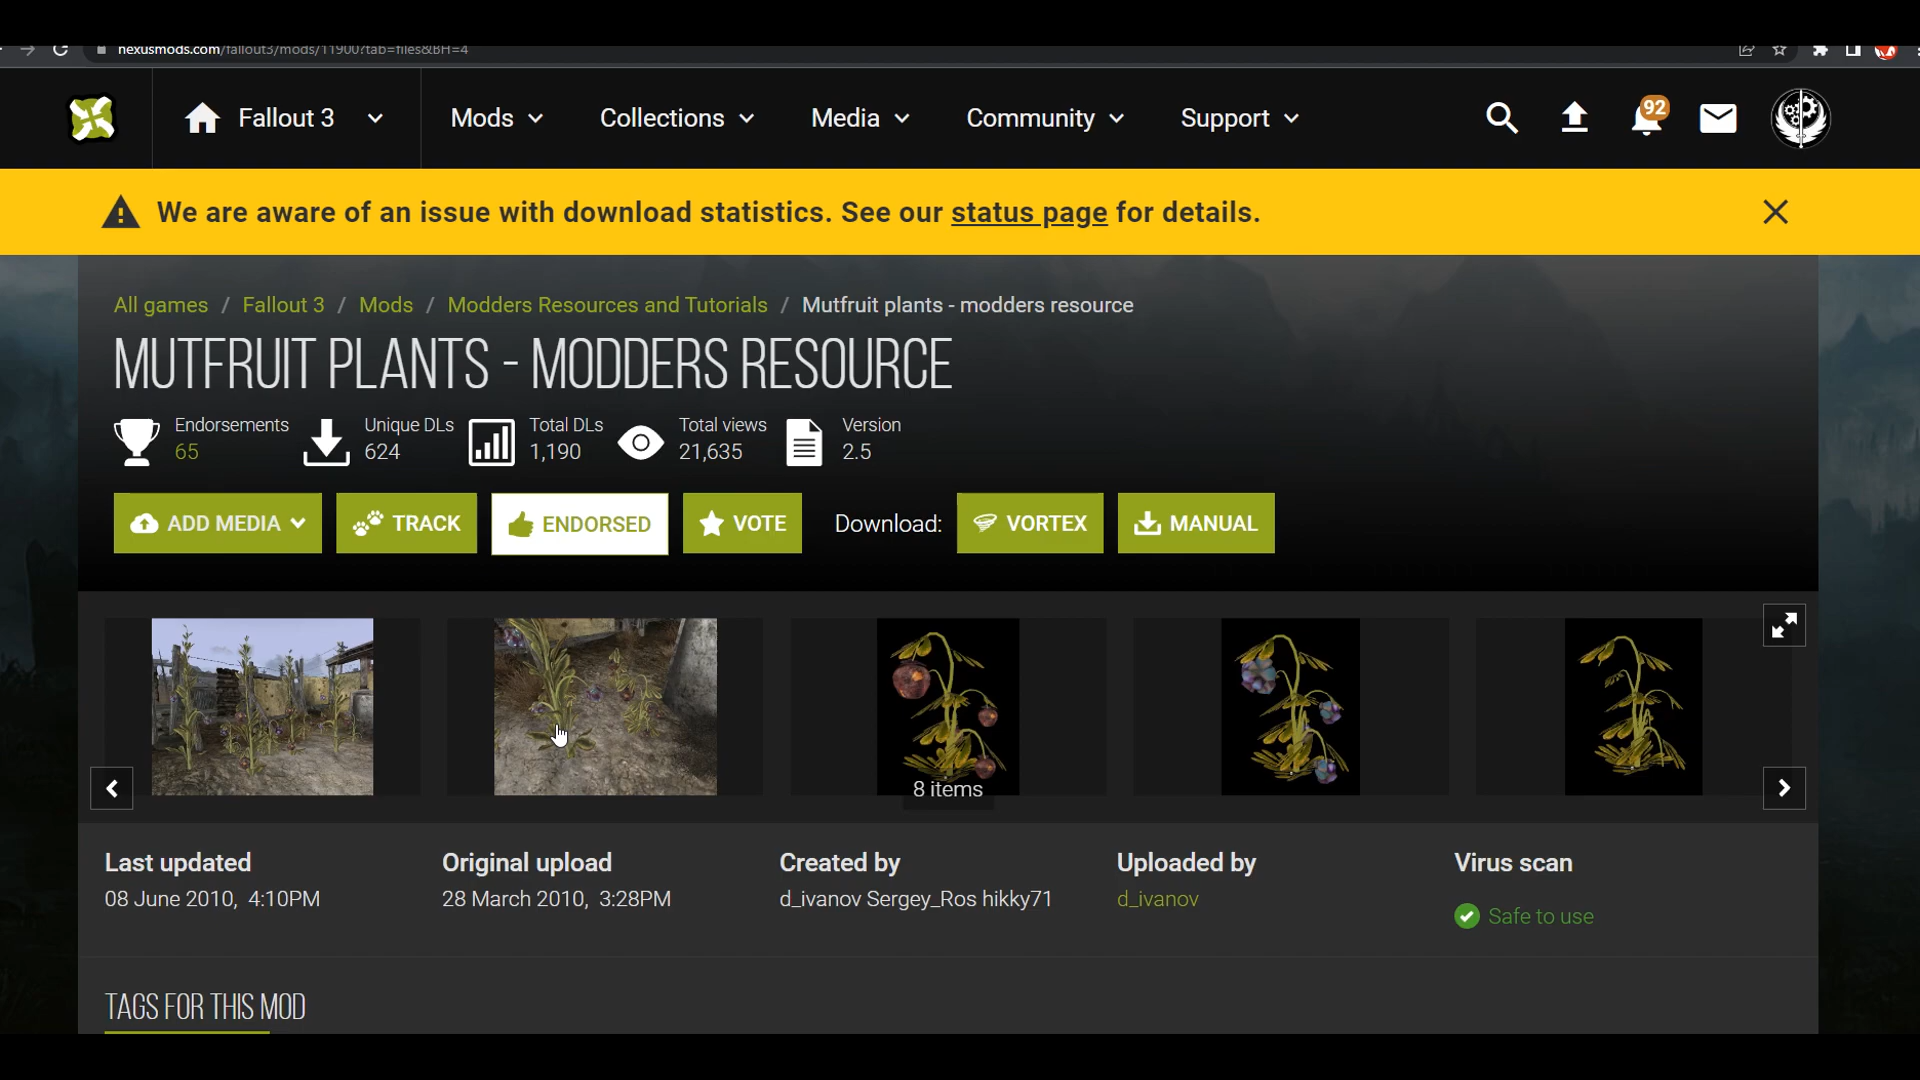 nexusmods.com/fallout3/mods/11900?tab=files&BH=4
Fallout 3
Mods
Collections
Media
Community
Support
92
We are aware of an issue with download statistics. See our status page for details.
All games / Fallout 3 / Mods / Modders Resources and Tutorials / Mutfruit plants - modders resource
MUTFRUIT PLANTS - MODDERS RESOURCE
Endorsements
65
Unique DLs
624
Total DLs
1,190
Total views
21,635
Version
2.5
ADD MEDIA
TRACK
ENDORSED
VOTE
Download:
VORTEX
MANUAL
8 items
Last updated
08 June 2010, 4:10PM
Original upload
28 March 2010, 3:28PM
Created by
d_ivanov Sergey_Ros hikky71
Uploaded by
d_ivanov
Virus scan
Safe to use
TAGS FOR THIS MOD